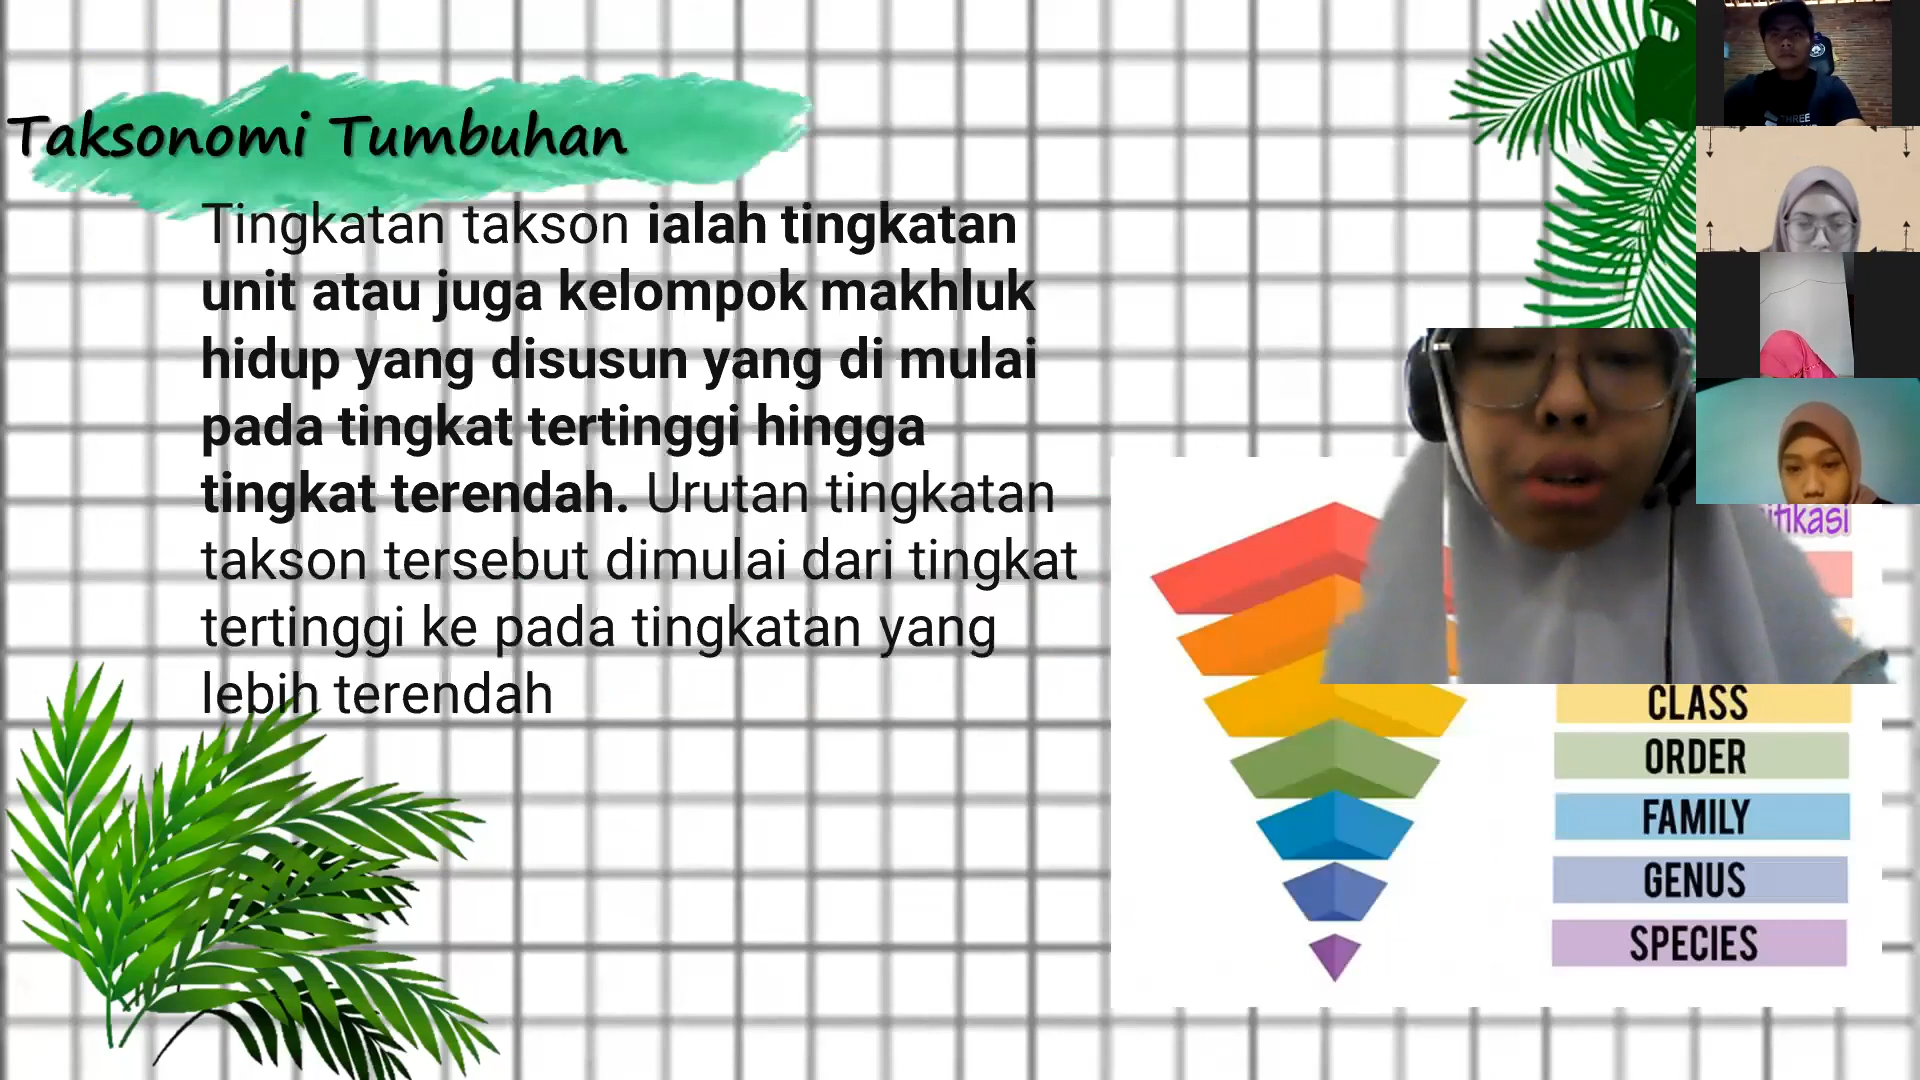 Taksonomi Tumbuhan
Tingkatan takson ialah tingkatan
unit atau juga kelompok makhluk
hidup yang disusun yang di mulai
pada tingkat tertinggi hingga
tingkat terendah. Urutan tingkatan
takson tersebut dimulai dari tingkat
tertinggi ke pada tingkatan yang
lebih terendah
CLASS
ORDER
FAMILY
GENUS
SPECIES
THREE